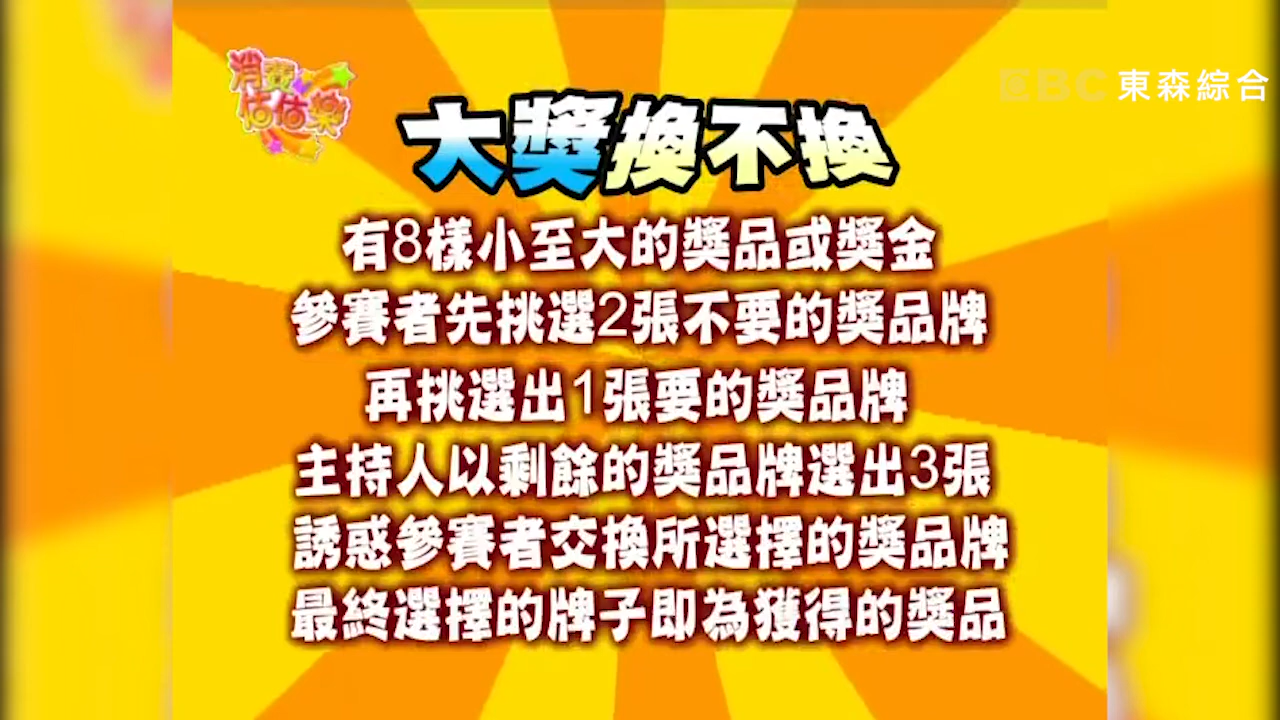 消費
估估樂
EBC 東森綜合
大獎換不換
有8樣小至大的獎品或獎金
參賽者先挑選2張不要的獎品牌
再挑選出1張要的獎品牌
主持人以剩餘的獎品牌選出3張
誘惑參賽者交換所選擇的獎品牌
最終選擇的牌子即為獲得的獎品